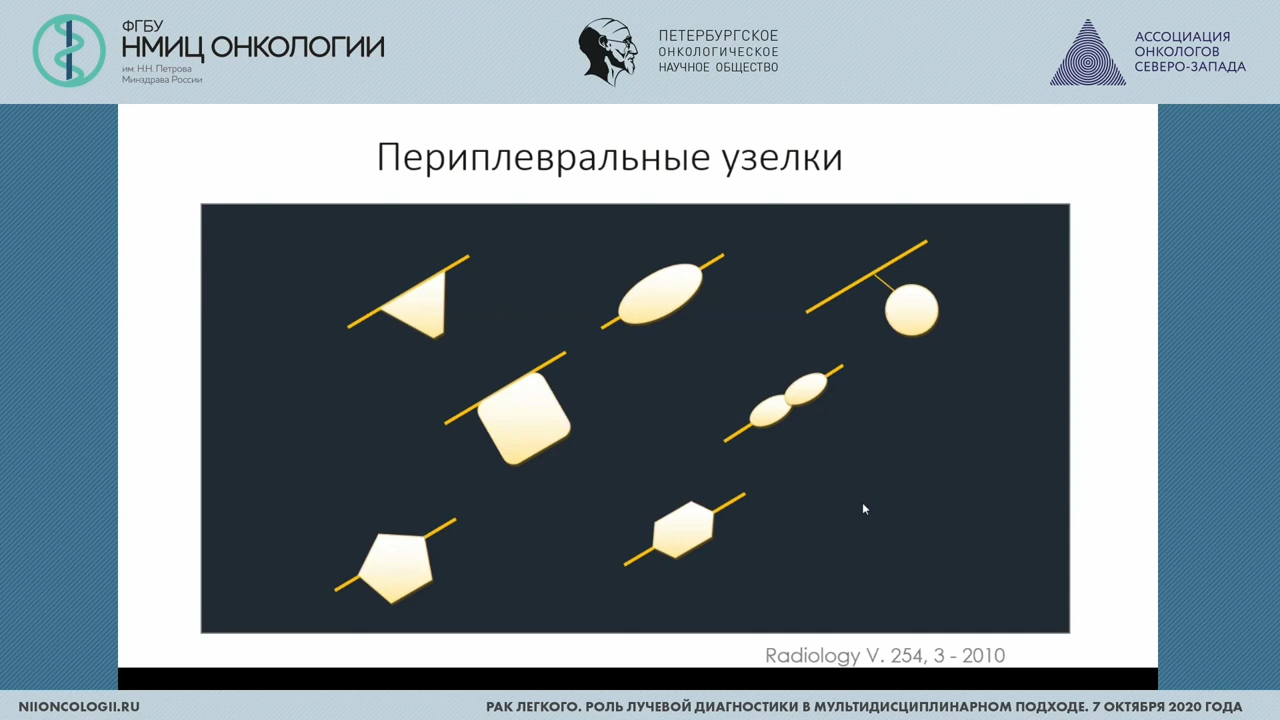 ФГБУ
НМИЦ ОНКОЛОГИИ
им. Н.Н. Петрова
Минздрава России
ПЕТЕРБУРГСКОЕ
ОНКОЛОГИЧЕСКОЕ
НАУЧНОЕ ОБЩЕСТВО
АССОЦИАЦИЯ
ОНКОЛОГОВ
СЕВЕРО-ЗАПАДА
Периплевральные узелки
Radiology V. 254, 3 - 2010
NIIONCOLOGII.RU
РАК ЛЕГКОГО. РОЛЬ ЛУЧЕВОЙ ДИАГНОСТИКИ В МУЛЬТИДИСЦИПЛИНАРНОМ ПОДХОДЕ. 7 ОКТЯБРЯ 2020 ГОДА